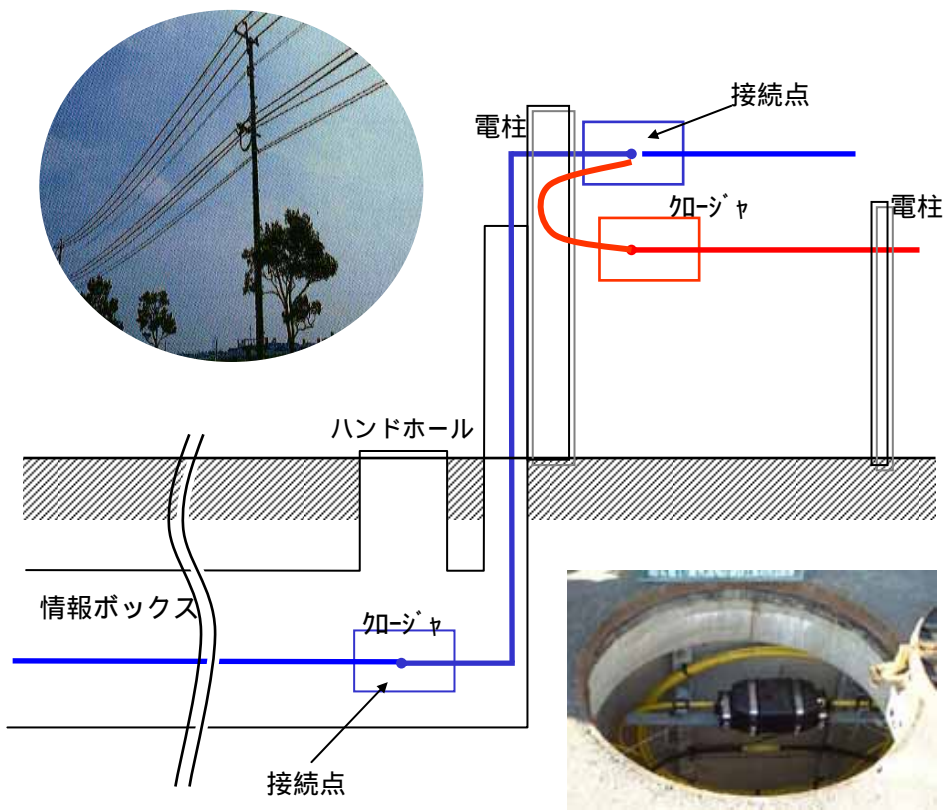 接続点
電柱
ｸﾛｰｼﾞｬ
電柱
ハンドホール
情報ボックス
ｸﾛｰｼﾞｬ
接続点